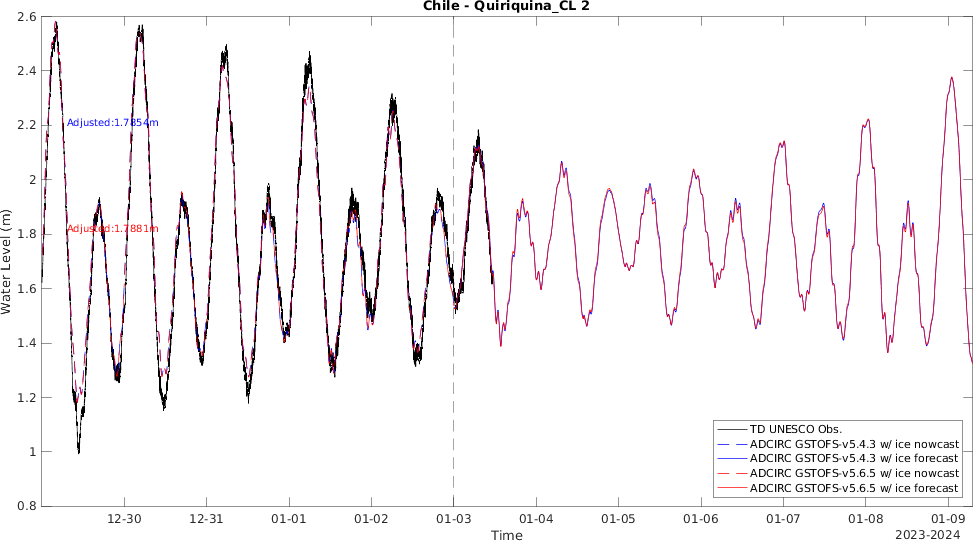 Chile - Quiriquina_CL 2
Water Level (m)
2.6
2.4
2.2
2
1.8
1.6
1.4
1.2
1
0.8
Adjusted:1.7854m
Adjusted:1.7881m
TD UNESCO Obs.
ADCIRC GSTOFS-v5.4.3 w/ ice nowcast
ADCIRC GSTOFS-v5.4.3 w/ ice forecast
ADCIRC GSTOFS-v5.6.5 w/ ice nowcast
ADCIRC GSTOFS-v5.6.5 w/ ice forecast
12-30 12-31 01-01 01-02 01-03 01-04 01-05 01-06 01-07 01-08 01-09
Time
2023-2024